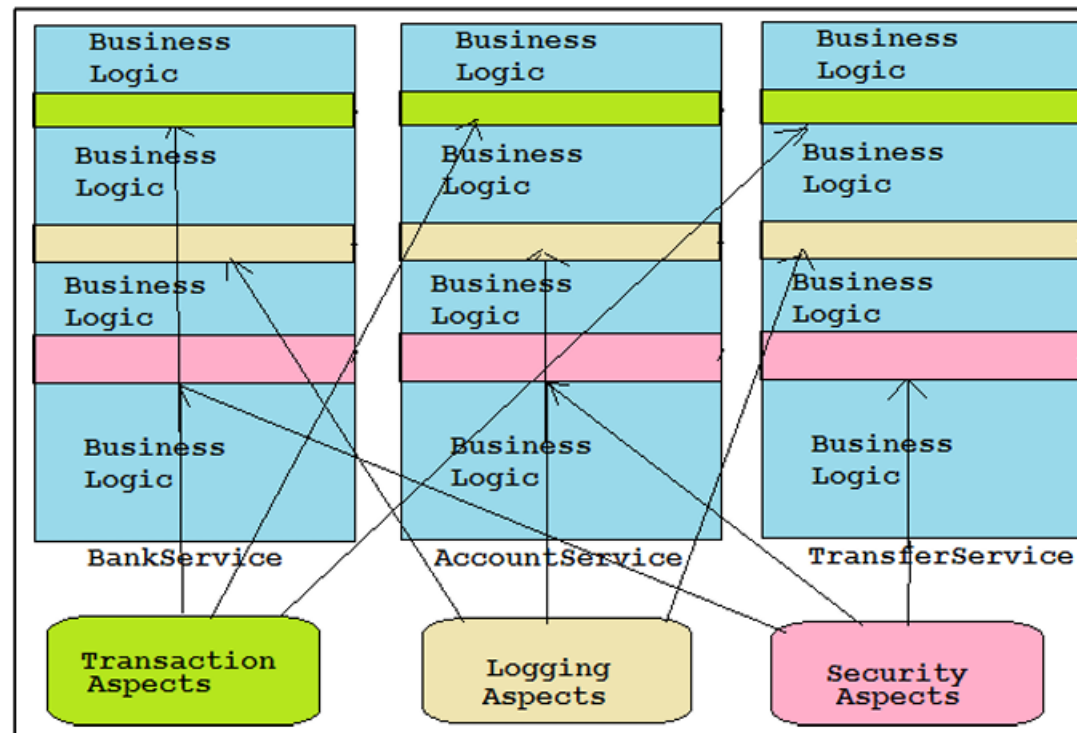 Business
Logic
Business
Logic
Business
Logic
Business
Logic
BankService
Business
Logic
Business
Logic
Business
Logic
Business
Logic
AccountService
Business
Logic
Business
Logic
Business
Logic
Business
Logic
TransferService
Transaction
Aspects
Logging
Aspects
Security
Aspects